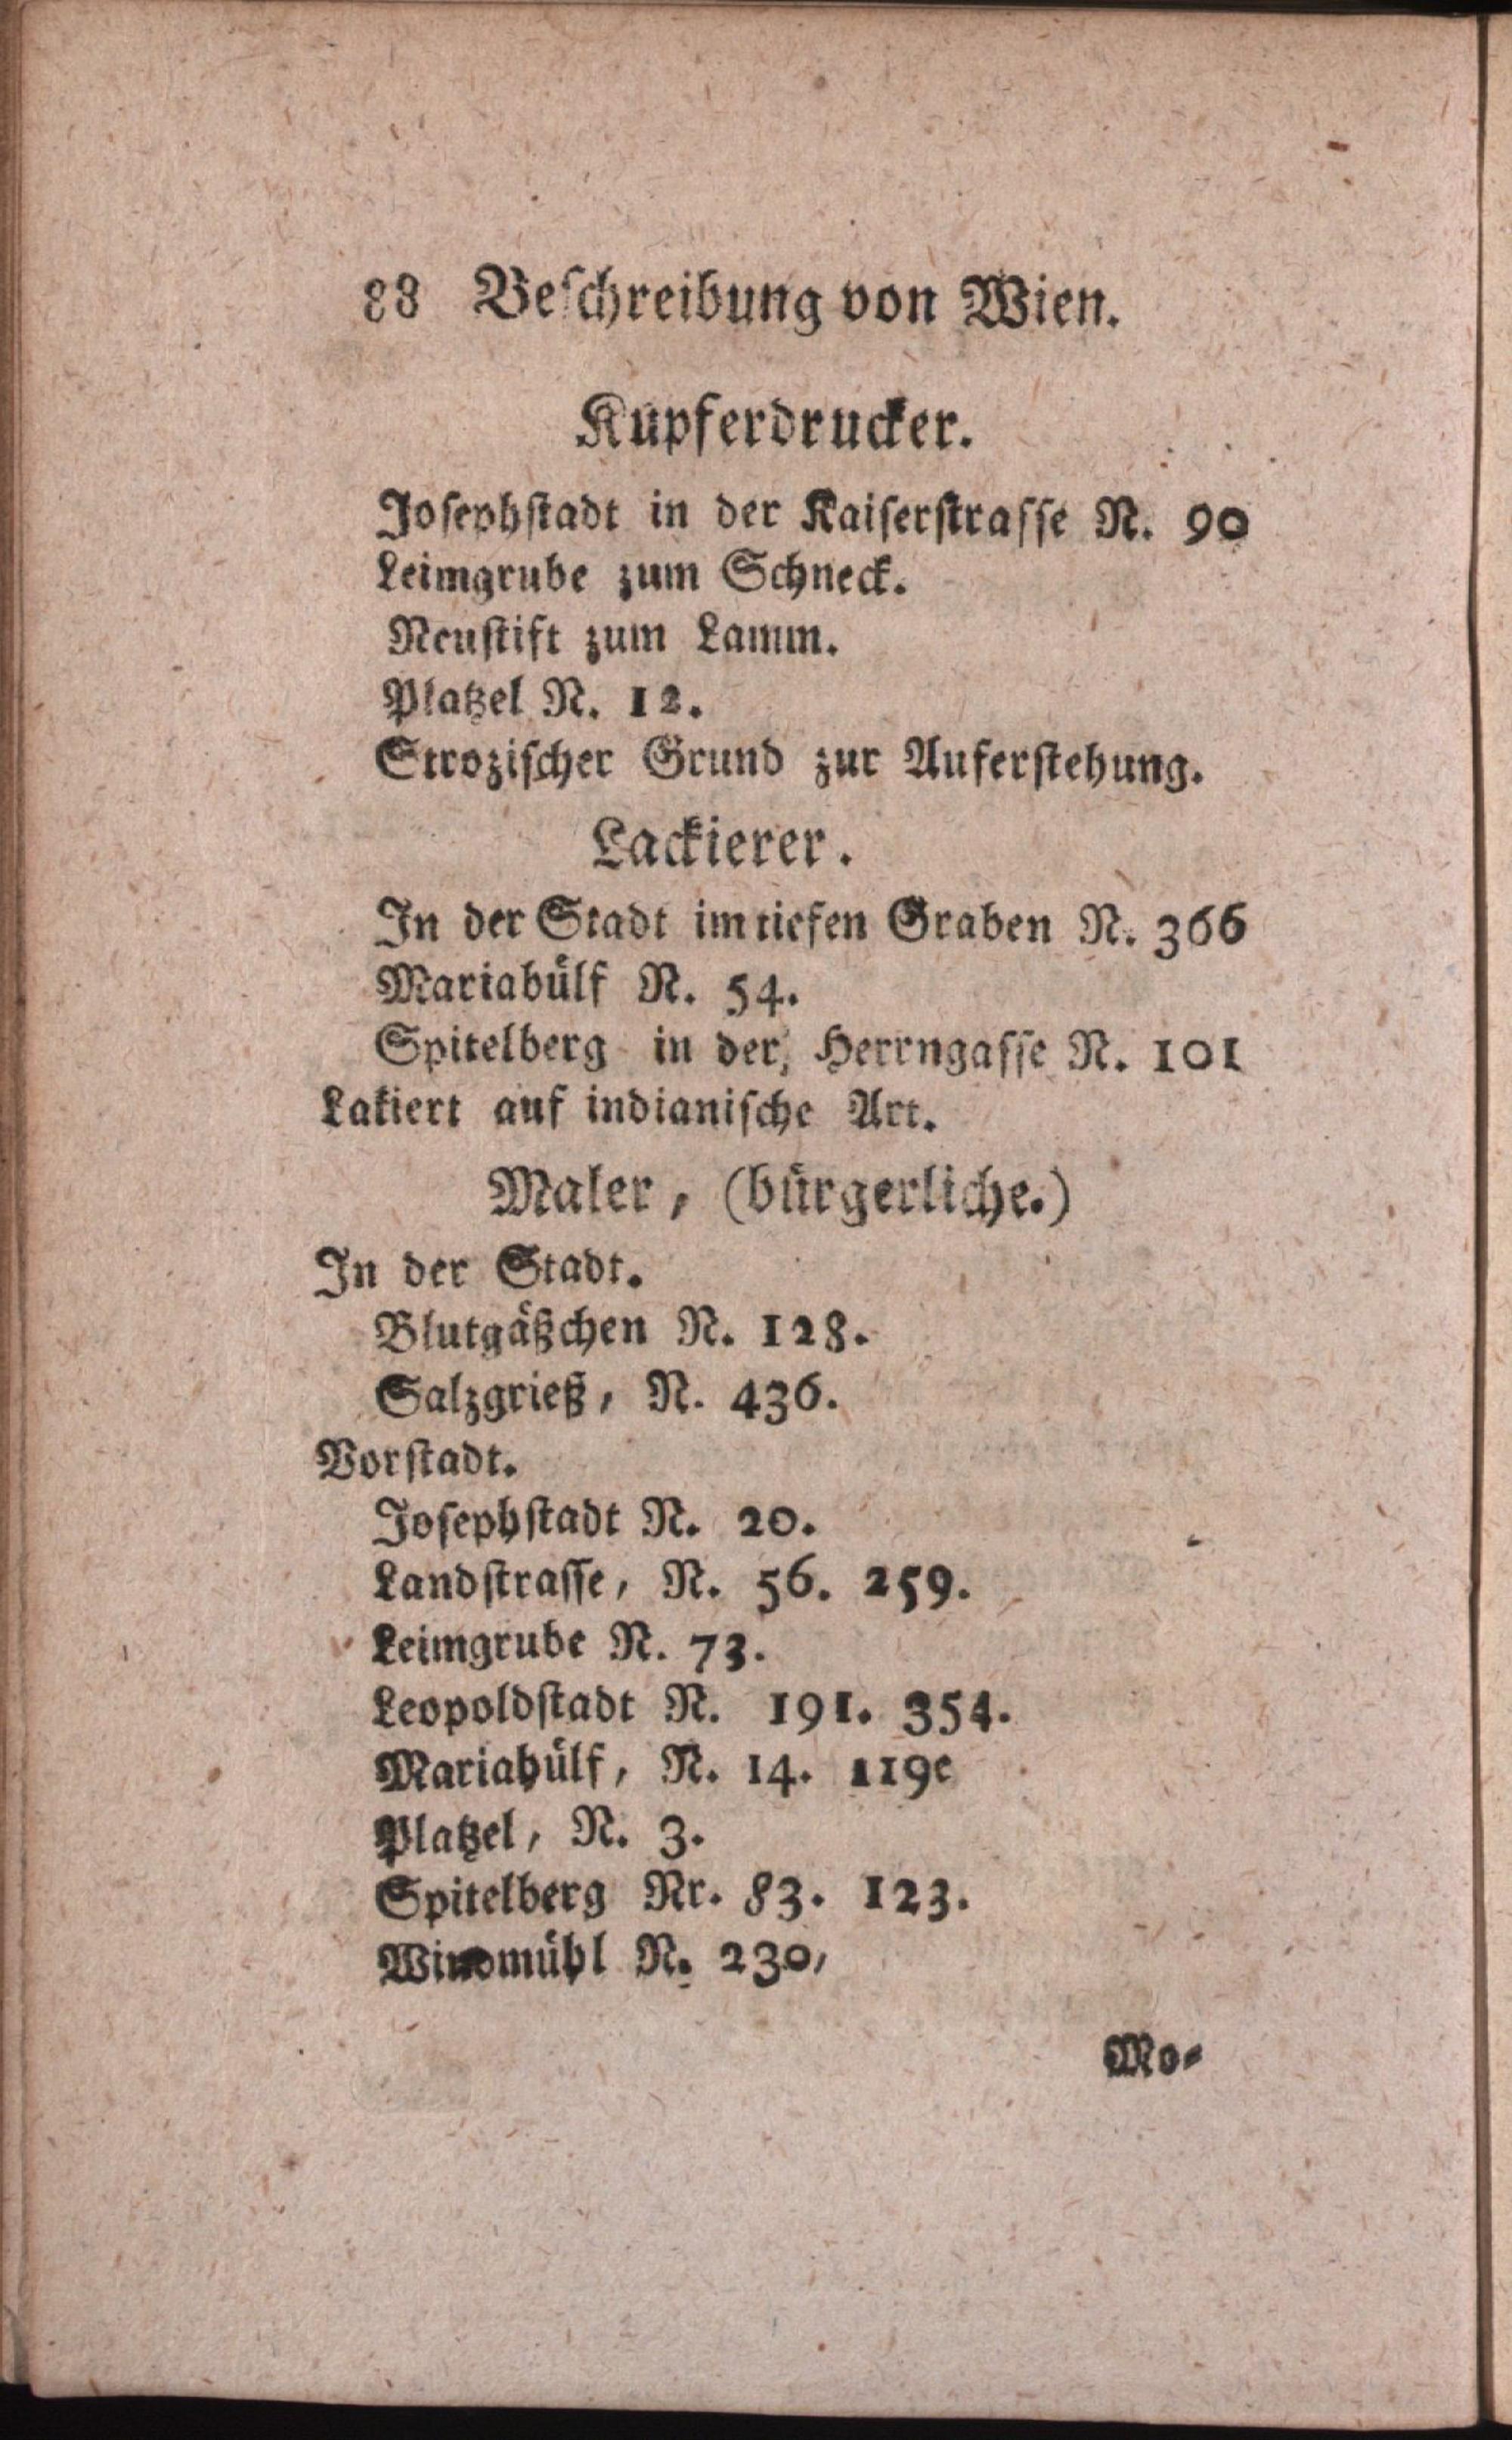 88 Beſchreibung von Wien.
Kupferdrucker.
Joſephſtadt in der Kaiſerſtraſſe N. 90
Leimgrube zum Schneck.
Neuſtift zum Lamm.
Platzel N. 12.
Stroziſcher Grund zur Auferſtehung.
Lackierer.
In der Stadt im tiefen Graben N. 366
Mariahülf N. 54.
Spitelberg in der, Herrngaſſe N. 101
Lakiert auf indianiſche Art.
Maler, (bürgerliche.)
In der Stadt.
Blutgäßchen N. 128.
Salzgrieß, N. 436.
Vorſtadt.
Joſephſtadt N. 20.
Landſtraſſe, N. 56. 259.
Leimgrube N. 73.
Leopoldſtadt N. 191. 354.
Mariahülf, N. 14. 119e
Platzel, N. 3.
Spitelberg Nr. 83. 123.
Windmühl N. 230,
Mo-